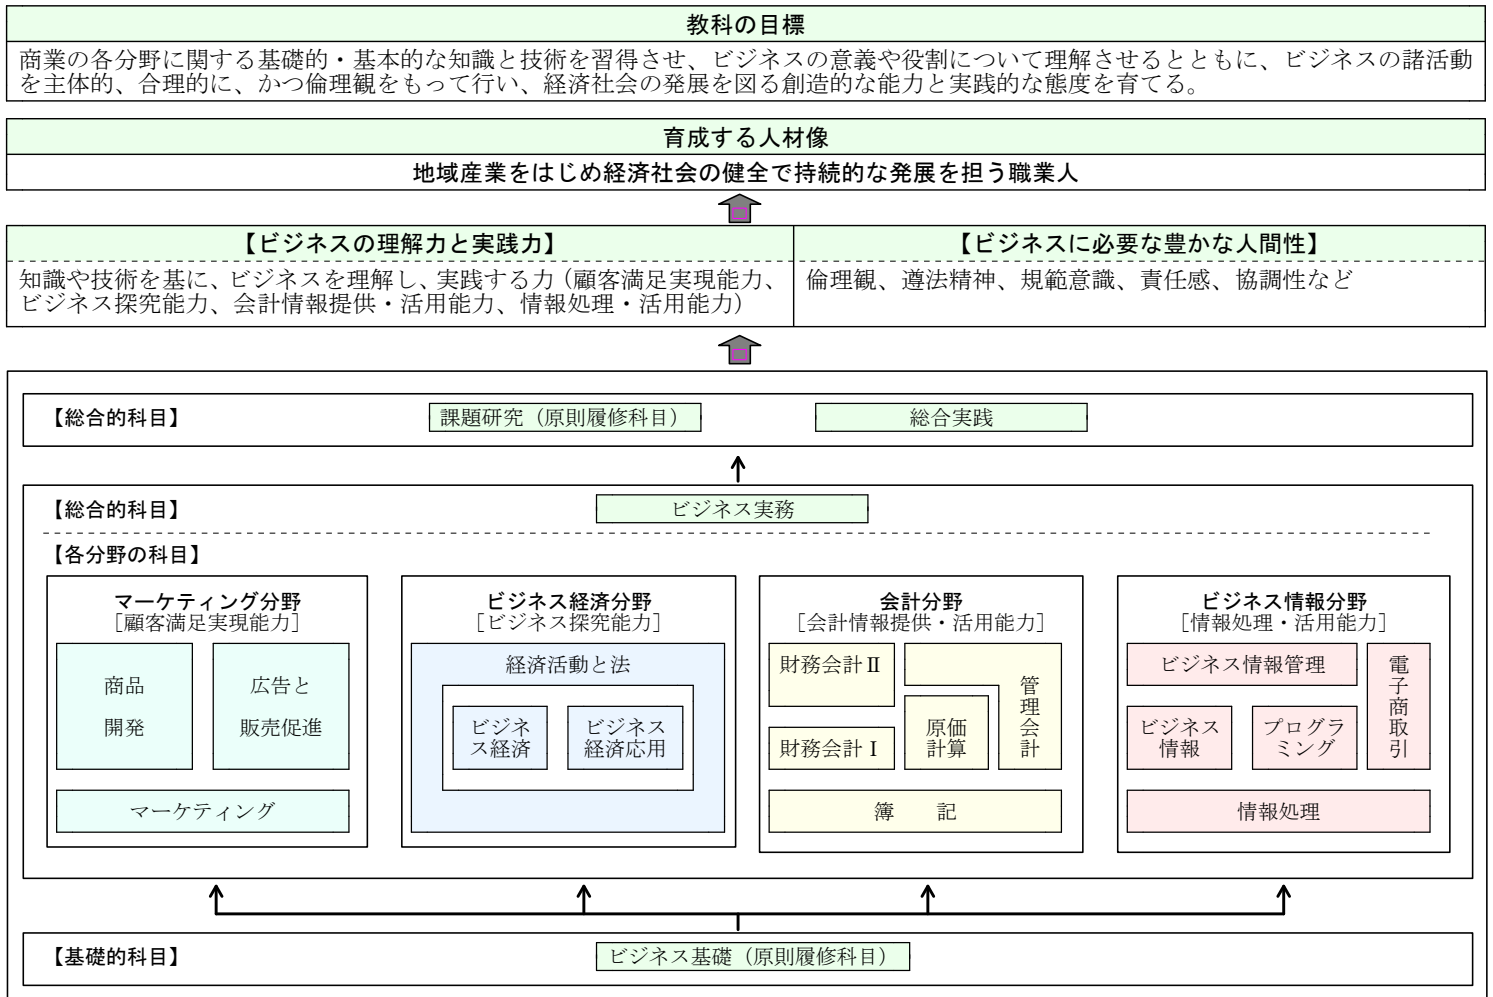 教科の目標
商業の各分野に関する基礎的・基本的な知識と技術を習得させ、ビジネスの意義や役割について理解させるとともに、ビジネスの諸活動
を主体的、合理的に、かつ倫理観をもって行い、経済社会の発展を図る創造的な能力と実践的な態度を育てる。
育成する人材像
地域産業をはじめ経済社会の健全で持続的な発展を担う職業人
【ビジネスの理解力と実践力】
知識や技術を基に、ビジネスを理解し、実践する力（顧客満足実現能力、
ビジネス探究能力、会計情報提供・活用能力、情報処理・活用能力）
【ビジネスに必要な豊かな人間性】
倫理観、遵法精神、規範意識、責任感、協調性など
【総合的科目】
課題研究（原則履修科目）
総合実践
【総合的科目】
ビジネス実務
【各分野の科目】
マーケティング分野
［顧客満足実現能力］
商品
開発
広告と
販売促進
マーケティング
ビジネス経済分野
［ビジネス探究能力］
経済活動と法
ビジネ
ス経済
ビジネス
経済応用
会計分野
［会計情報提供・活用能力］
財務会計Ⅱ
財務会計Ⅰ
原価
計算
管理会計
簿　記
ビジネス情報分野
［情報処理・活用能力］
ビジネス情報管理
ビジネス
情報
プログラ
ミング
電子商取引
情報処理
【基礎的科目】
ビジネス基礎（原則履修科目）